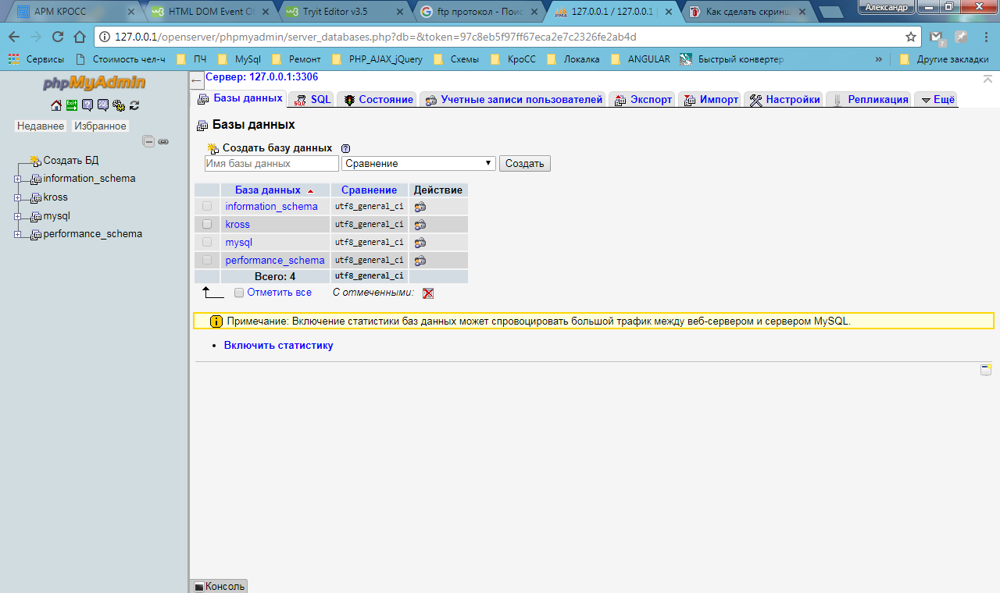 АРМ КРОСС
HTML DOM Event Ob
Tryit Editor v3.5
ftp протокол - Поис
127.0.0.1 / 127.0.0.1 |
Как сделать скринш
Александр
127.0.0.1/openserver/phpmyadmin/server_databases.php?db=&token=97c8eb5f97ff67eca2e7c2326fe2ab4d
Сервисы
Стоимость чел-ч
ПЧ
MySql
Ремонт
PHP_AJAX_jQuery
Схемы
КроСС
Локалка
ANGULAR
Быстрый конвертер
»
Другие закладки
phpMyAdmin
Недавнее
Избранное
Создать БД
information_schema
kross
mysql
performance_schema
Сервер: 127.0.0.1:3306
Базы данных
SQL
Состояние
Учетные записи пользователей
Экспорт
Импорт
Настройки
Репликация
Ещё
Базы данных
Создать базу данных
Имя базы данных
Сравнение
Создать
База данных Сравнение Действие
information_schema utf8_general_ci
kross utf8_general_ci
mysql utf8_general_ci
performance_schema utf8_general_ci
Всего: 4 utf8_general_ci
Отметить все С отмеченными:
Примечание: Включение статистики баз данных может спровоцировать большой трафик между веб-сервером и сервером MySQL.
• Включить статистику
Консоль